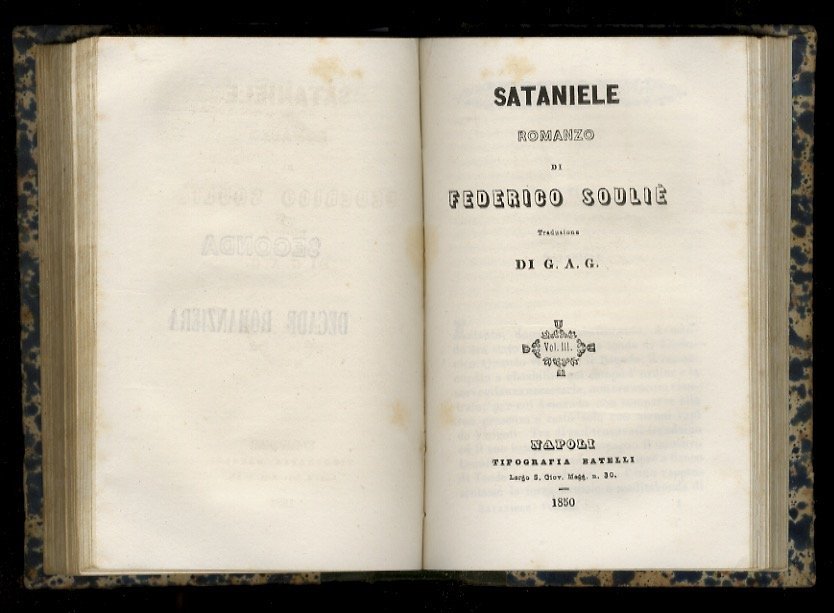 SATANIELE
ROMANZO
DI
FEDERICO SOULIÈ
Traduzione
DI G. A. G.
Vol. III.
NAPOLI
TIPOGRAFIA BATELLI
Largo S. Giov. Magg. n. 30.
1850